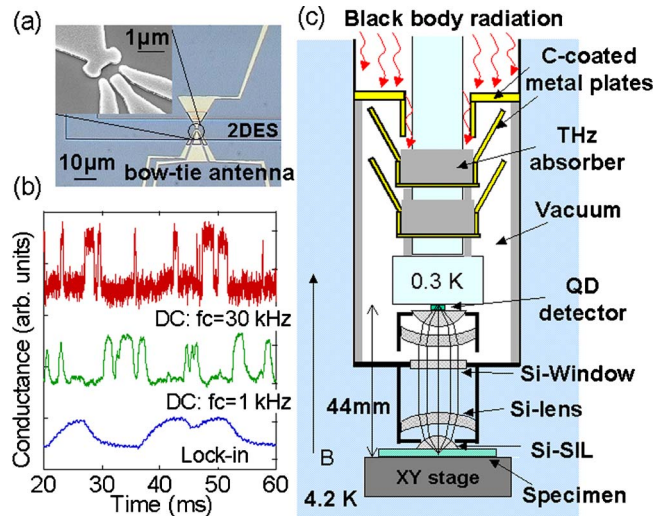 (a)
1μm
2DES
10μm
bow-tie antenna
(b)
Conductance (arb. units)
DC: fc=30 kHz
DC: fc=1 kHz
Lock-in
20 30 40 50 60
Time (ms)
(c)
Black body radiation
C-coated
metal plates
THz
absorber
Vacuum
0.3 K
QD
detector
Si-Window
44mm
Si-lens
B
Si-SIL
XY stage
Specimen
4.2 K